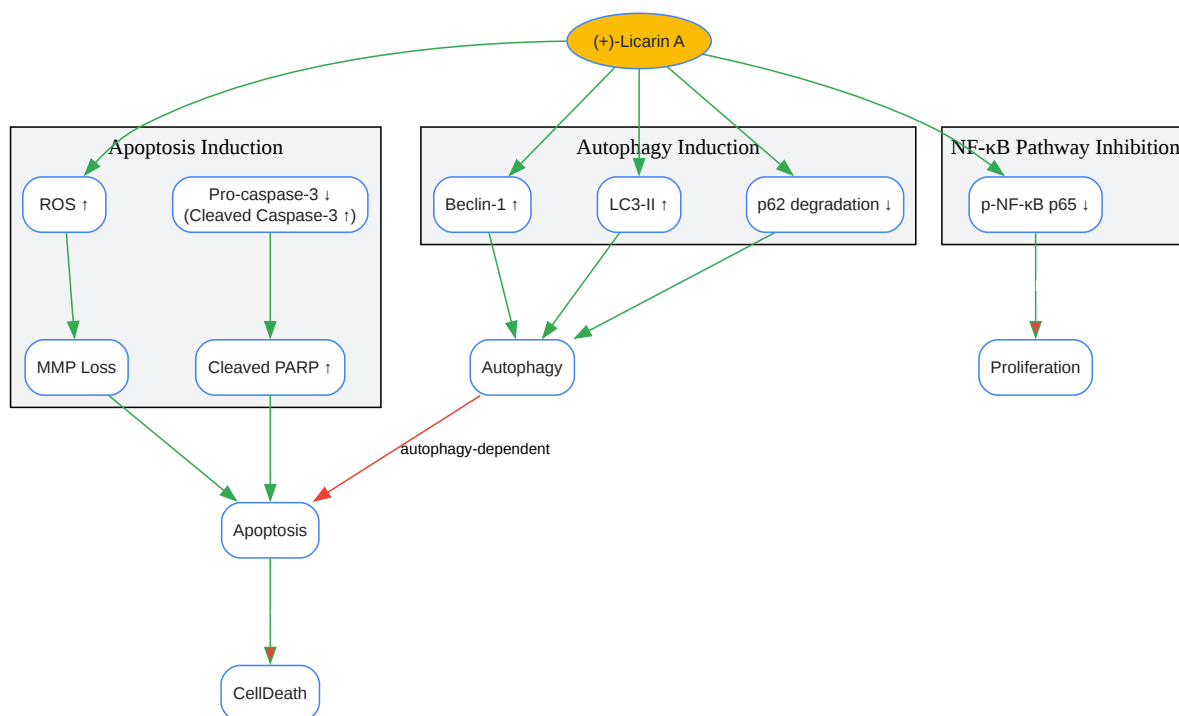 (+)-Licarin A
Apoptosis Induction
Autophagy Induction
NF-κB Pathway Inhibition
ROS ↑
Pro-caspase-3 ↓
(Cleaved Caspase-3 ↑)
Beclin-1 ↑
LC3-II ↑
p62 degradation ↓
p-NF-κB p65 ↓
MMP Loss
Cleaved PARP ↑
Autophagy
Proliferation
autophagy-dependent
Apoptosis
CellDeath